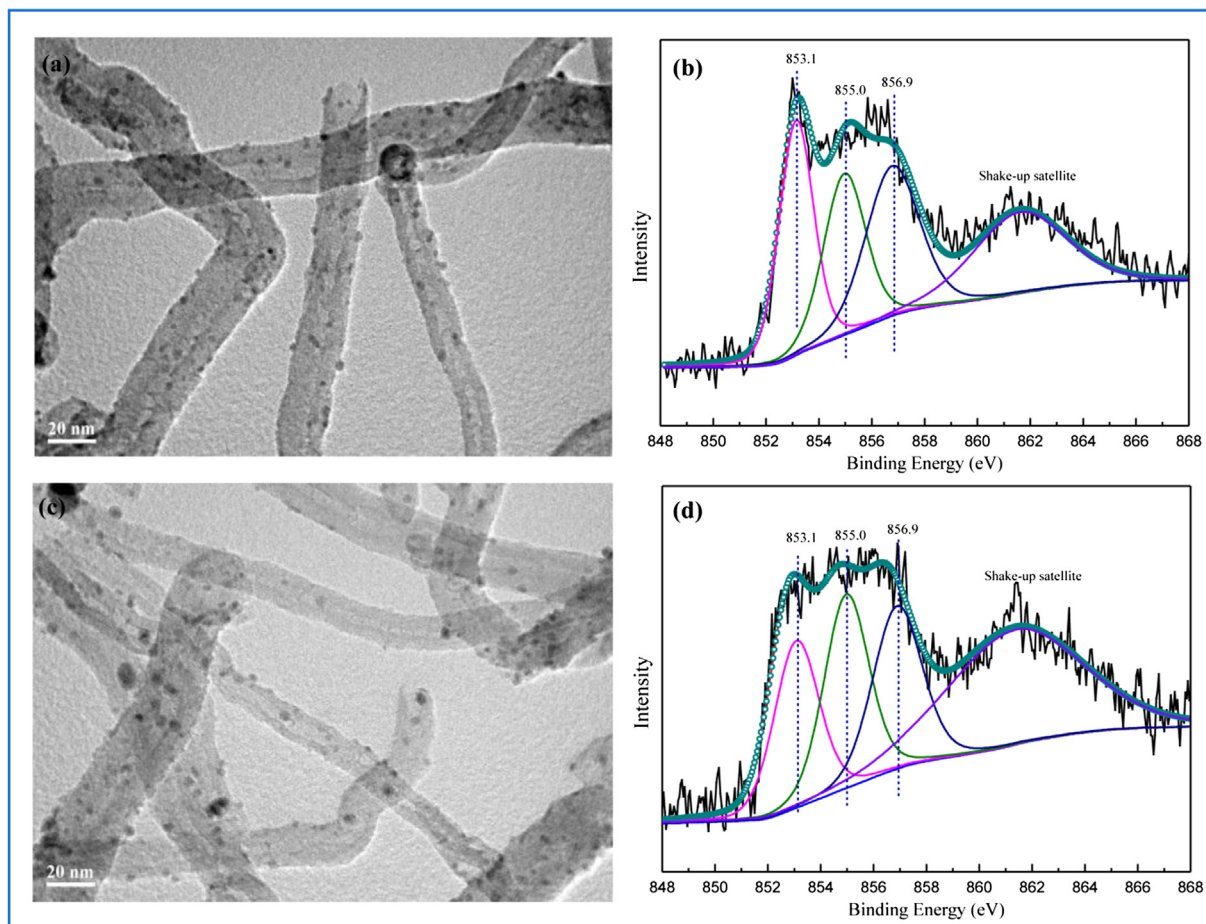 (a)
20 nm
(b)
853.1
855.0
856.9
Shake-up satellite
Intensity
848 850 852 854 856 858 860 862 864 866 868
Binding Energy (eV)
(c)
20 nm
(d)
853.1
855.0
856.9
Shake-up satellite
Intensity
848 850 852 854 856 858 860 862 864 866 868
Binding Energy (eV)